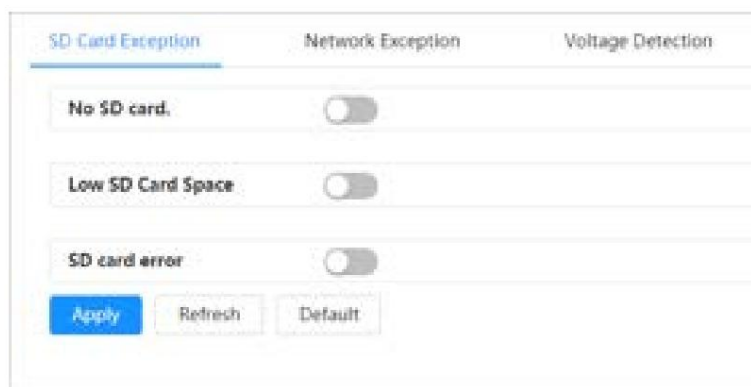 SD Card Exception Network Exception Voltage Detection
No SD card.
Low SD Card Space
SD card error
Apply Refresh Default